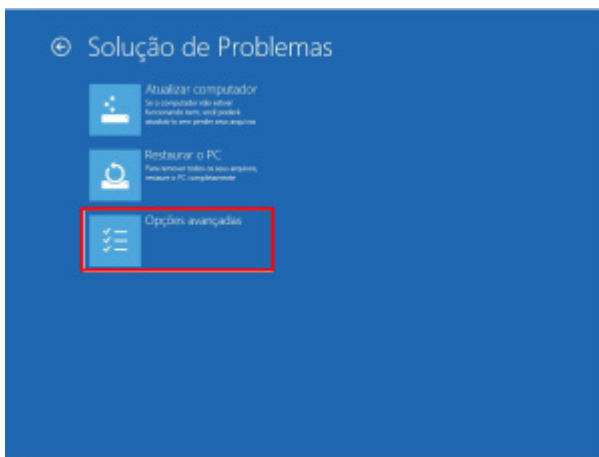 Solução de Problemas
Atualizar computador
Se o computador não estiver
funcionando bem, você poderá
atualizá-lo sem perder seus arquivos
Restaurar o PC
Para remover todos os seus arquivos,
restaure o PC completamente
Opções avançadas